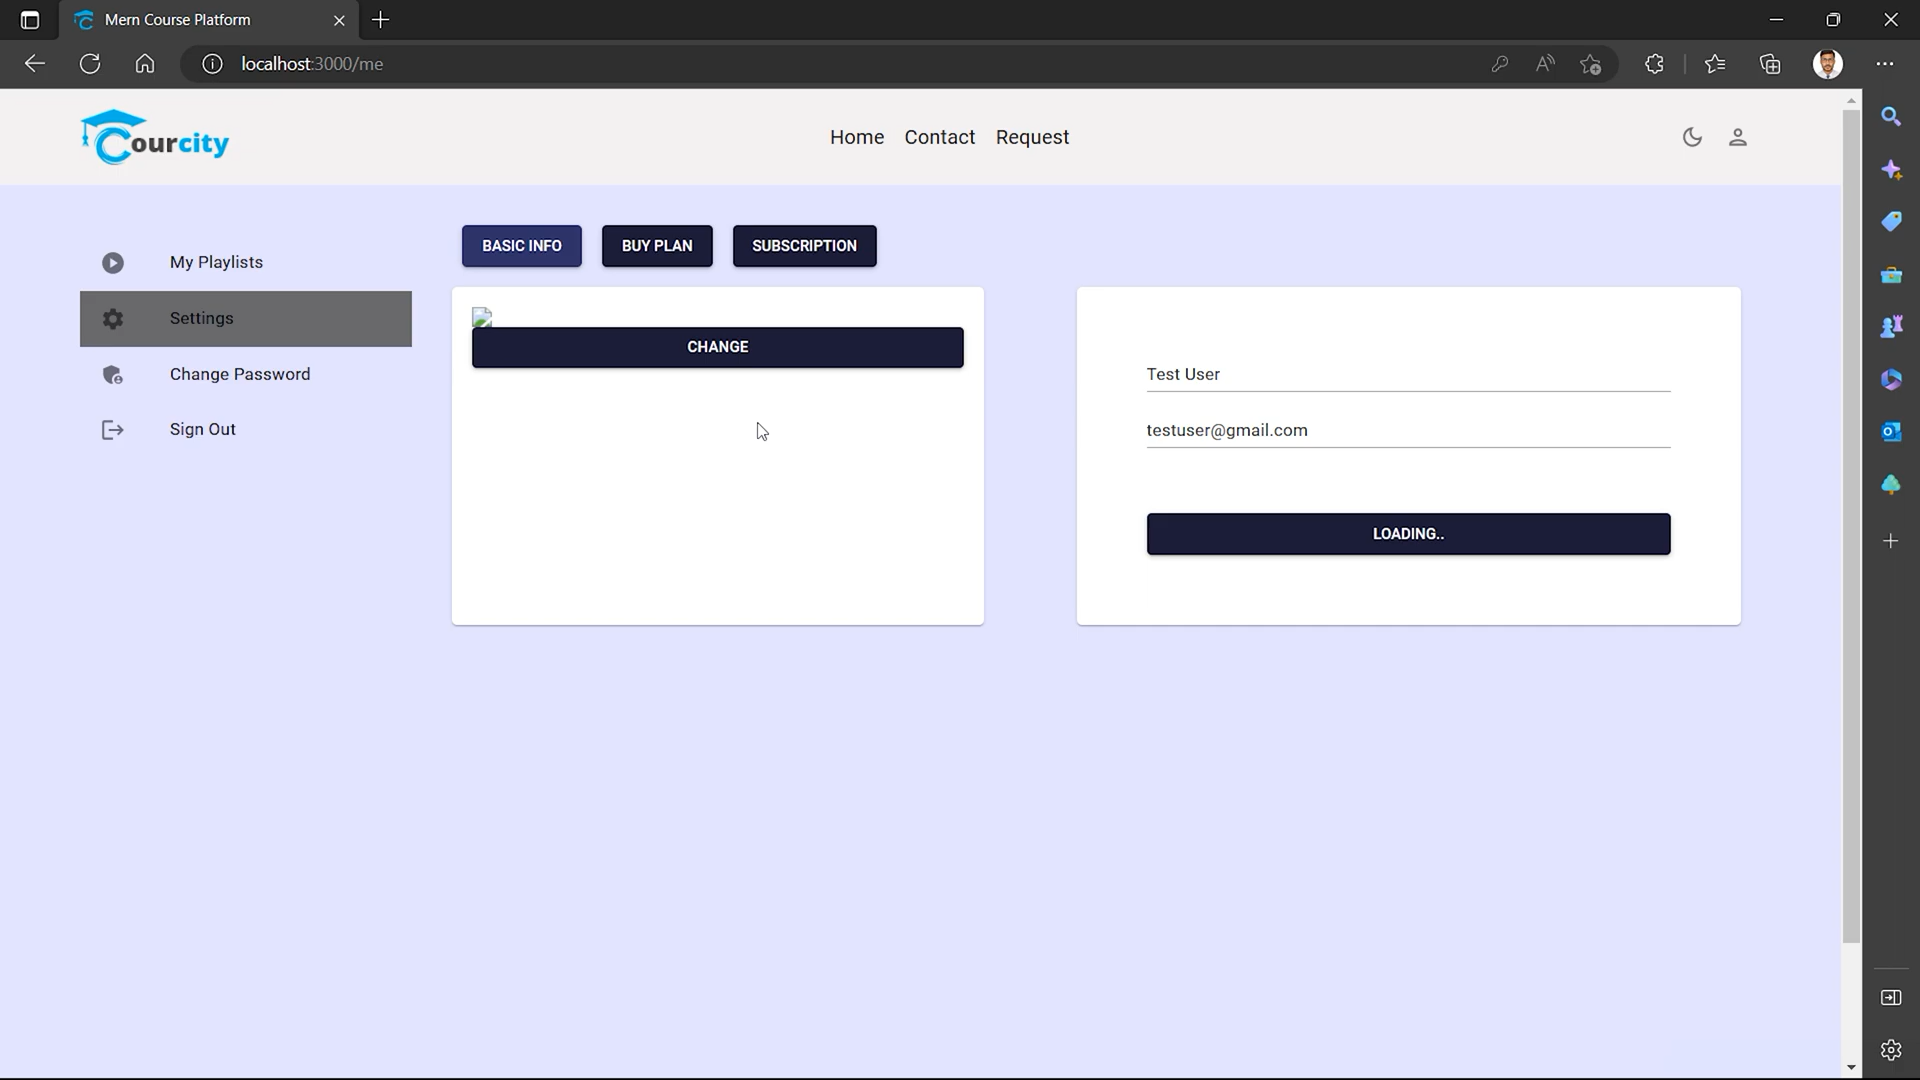 Mern Course Platform
localhost:3000/me
Courcity
Home Contact Request
My Playlists
Settings
Change Password
Sign Out
BASIC INFO BUY PLAN SUBSCRIPTION
CHANGE
Test User
testuser@gmail.com
LOADING..